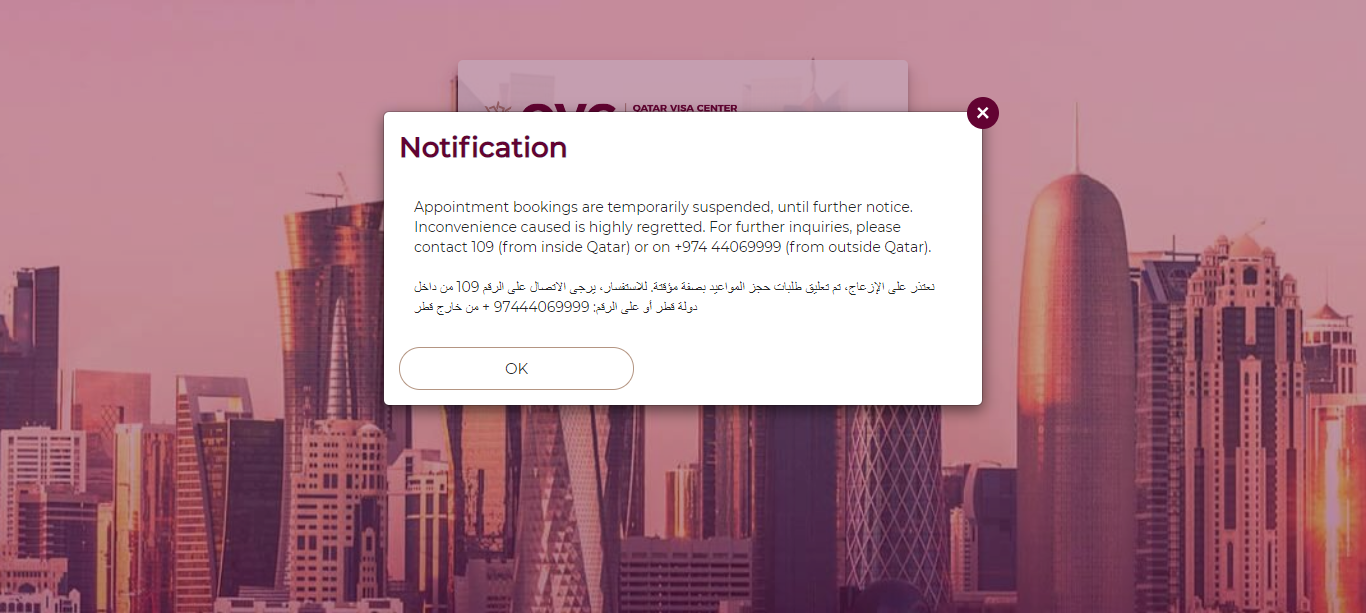 QVC
QATAR VISA CENTER
Notification
Appointment bookings are temporarily suspended, until further notice.
Inconvenience caused is highly regretted. For further inquiries, please
contact 109 (from inside Qatar) or on +974 44069999 (from outside Qatar).
نعتذر على الإزعاج، تم تعليق طلبات حجز المواعيد بصفة مؤقتة. للاستفسار، يرجى الاتصال على الرقم 109 من داخل
دولة قطر أو على الرقم: 97444069999 + من خارج قطر
OK